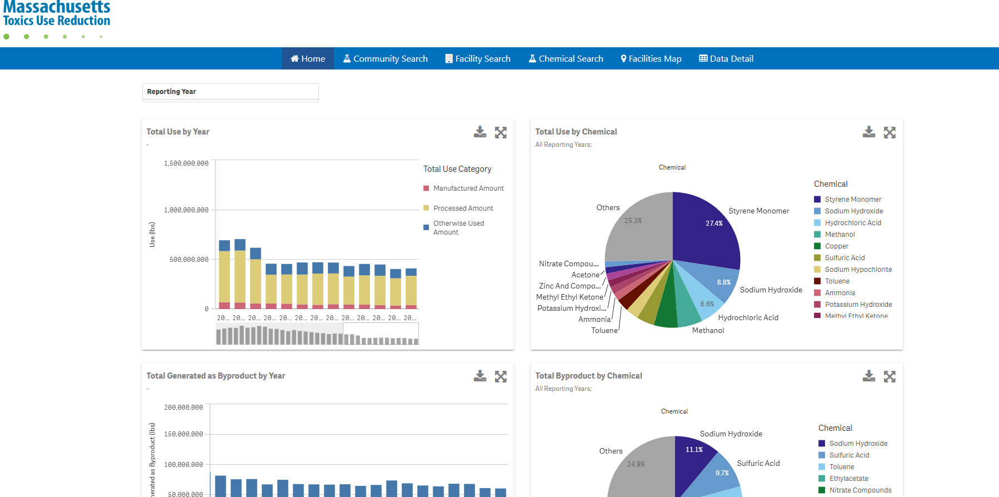 Massachusetts
Toxics Use Reduction
Home
Community Search
Facility Search
Chemical Search
Facilities Map
Data Detail
Reporting Year
Total Use by Year
-
1,500,000,000
1,000,000,000
500,000,000
0
Use (lbs)
20... 20... 20... 20... 20... 20... 20... 20... 20... 20... 20... 20... 20...
Total Use Category
Manufactured Amount
Processed Amount
Otherwise Used
Amount
Total Use by Chemical
All Reporting Years;
Chemical
Others
25.3%
Styrene Monomer
27.4%
8.8%
Sodium Hydroxide
6.6%
Hydrochloric Acid
Methanol
Nitrate Compou...
Acetone
Zinc And Compo...
Methyl Ethyl Ketone
Potassium Hydroxi...
Ammonia
Toluene
Chemical
Styrene Monomer
Sodium Hydroxide
Hydrochloric Acid
Methanol
Copper
Sulfuric Acid
Sodium Hypochlorite
Toluene
Ammonia
Potassium Hydroxide
Methyl Ethyl Ketone
Total Generated as Byproduct by Year
-
200,000,000
150,000,000
100,000,000
50,000,000
nerated as Byproduct (lbs)
Total Byproduct by Chemical
All Reporting Years;
Chemical
Others
24.9%
Sodium Hydroxide
11.1%
Sulfuric Acid
9.7%
Chemical
Sodium Hydroxide
Sulfuric Acid
Toluene
Ethylacetate
Nitrate Compounds